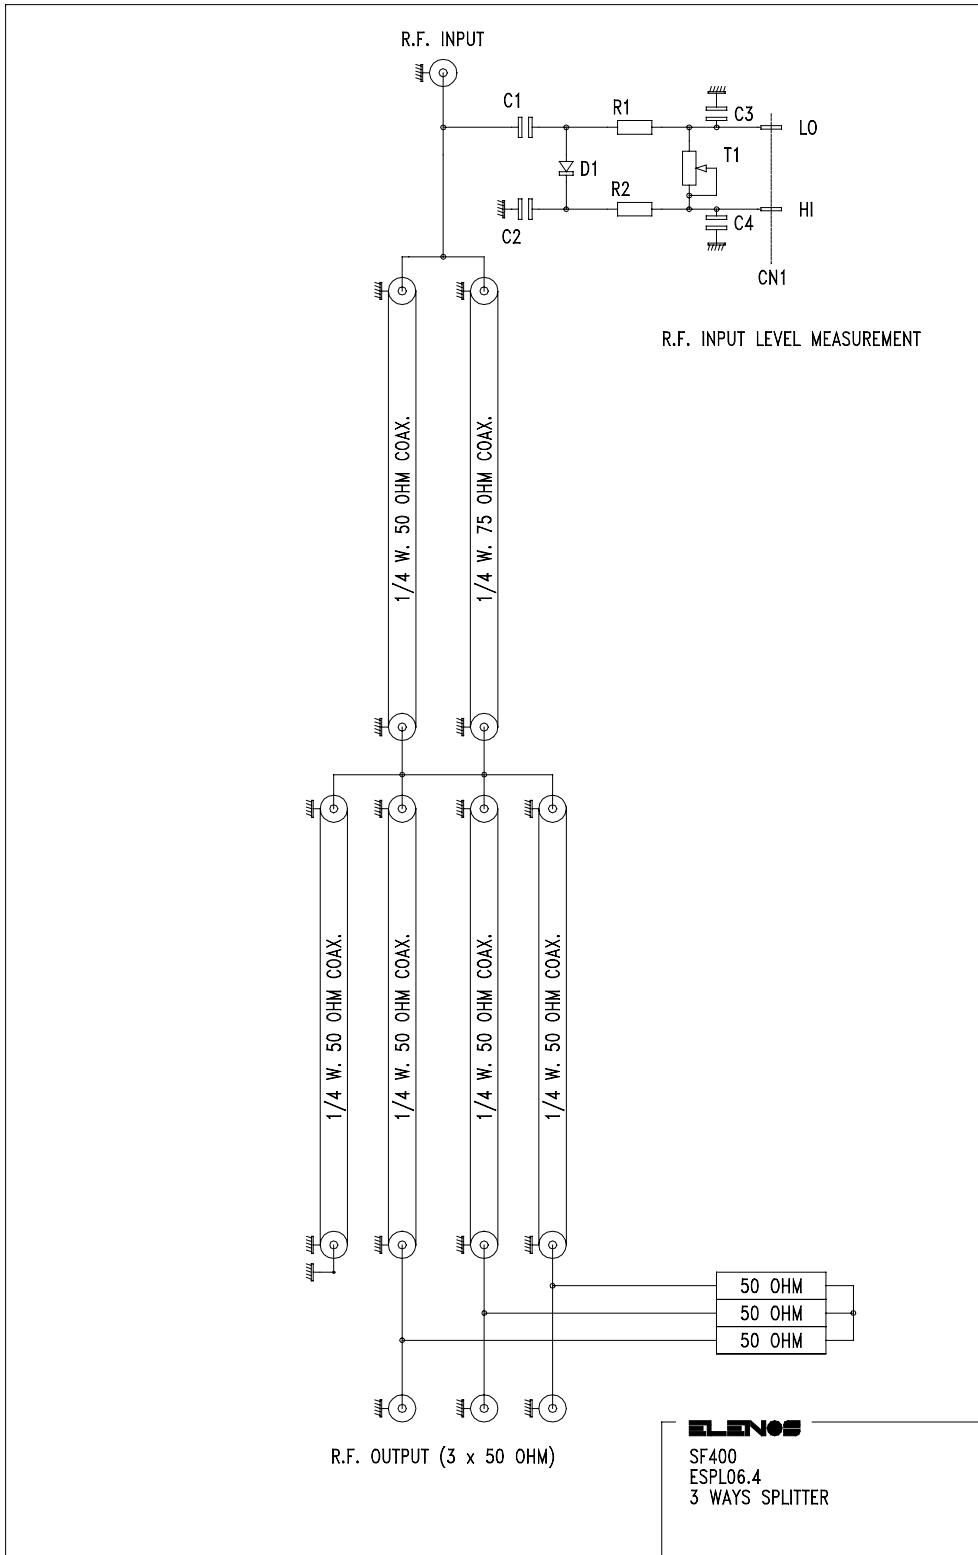 R.F. INPUT
C1
R1
C3
LO
T1
D1
R2
HI
C2
C4
CN1
R.F. INPUT LEVEL MEASUREMENT
1/4 W. 50 OHM COAX.
1/4 W. 75 OHM COAX.
1/4 W. 50 OHM COAX.
1/4 W. 50 OHM COAX.
1/4 W. 50 OHM COAX.
1/4 W. 50 OHM COAX.
50 OHM
50 OHM
50 OHM
R.F. OUTPUT (3 x 50 OHM)
ELENOS
SF400
ESPL06.4
3 WAYS SPLITTER